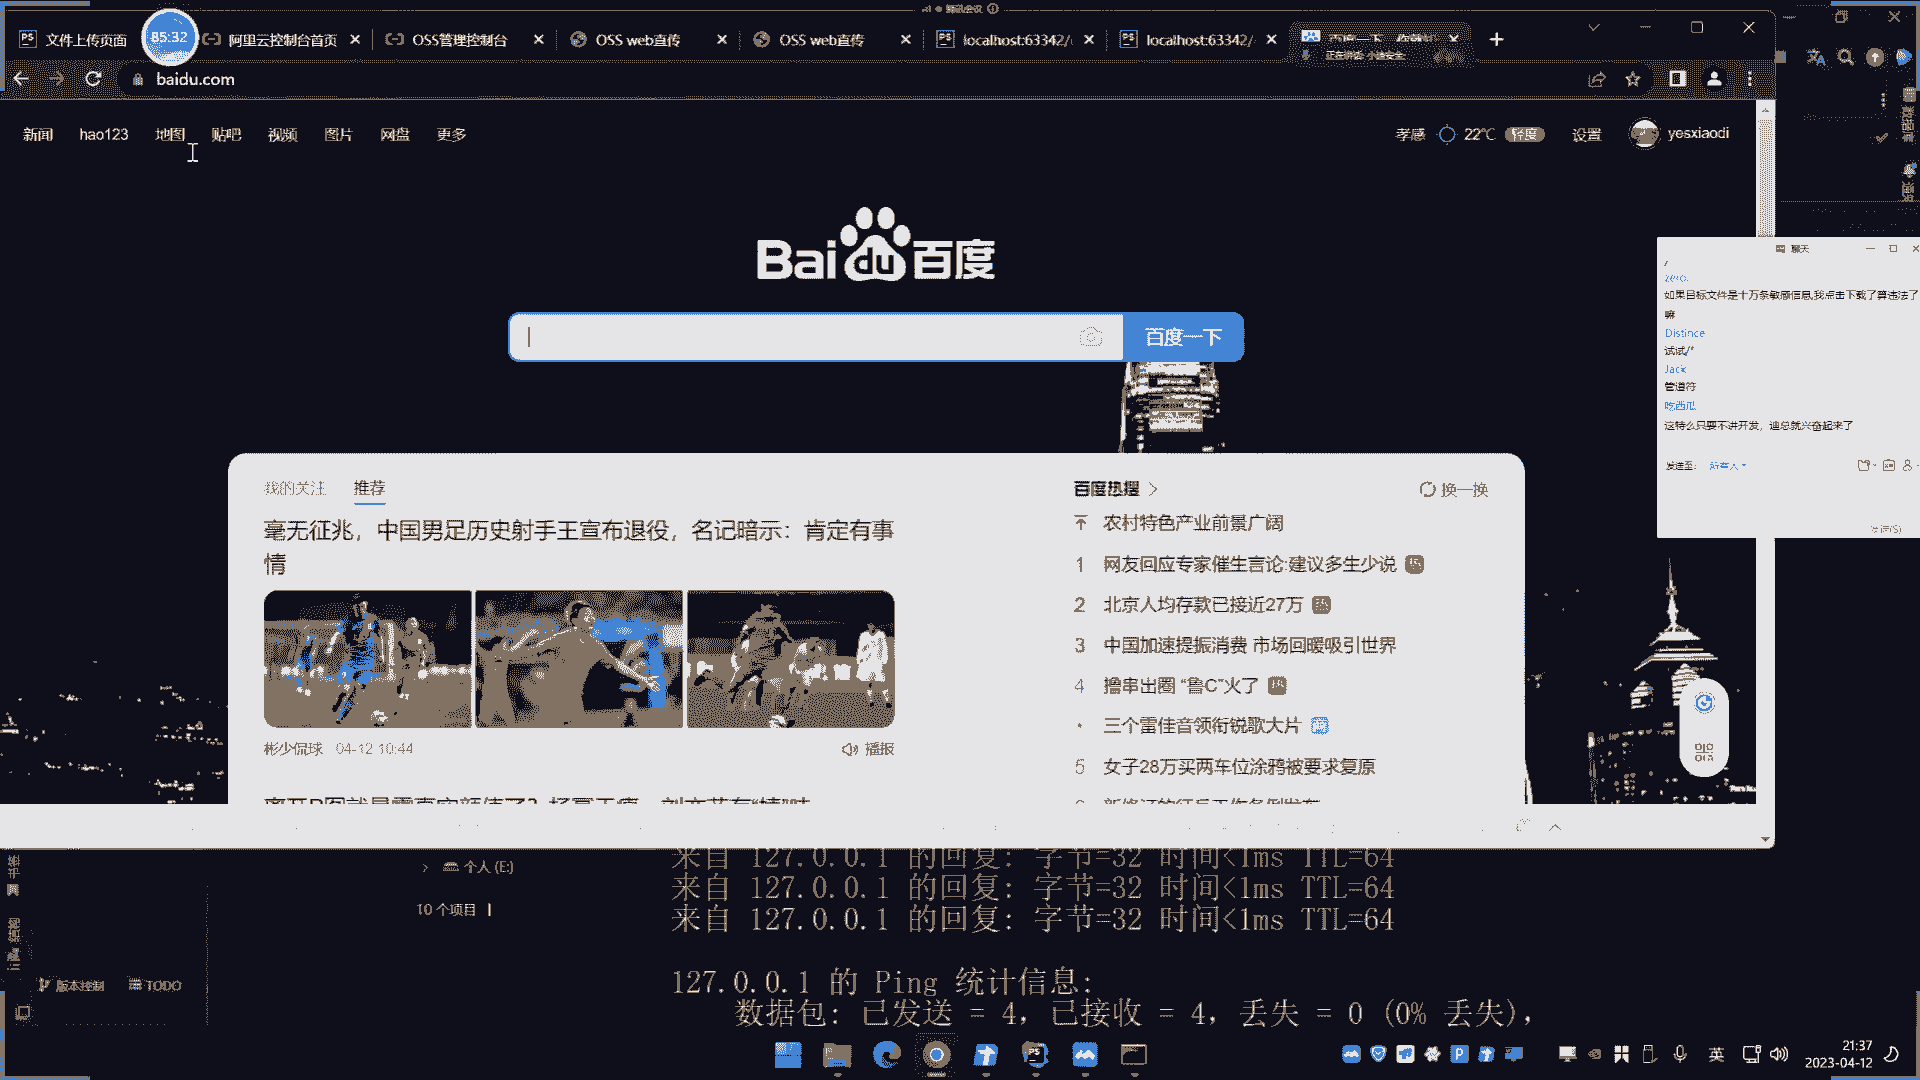 腾讯会议
文件上传页面
85:32
阿里云控制台首页
OSS管理控制台
OSS web直传
OSS web直传
localhost:63342/
localhost:63342/
正在讲话: 小迪安全
baidu.com
新闻 hao123 地图 贴吧 视频 图片 网盘 更多
孝感 22℃ 轻度 设置 yesxiaodi
Bai du 百度
百度一下
聊天
zero.
如果目标文件是十万条敏感信息,我点击下载了算违法了
嘛
Distince
试试/*
Jack
管道符
吃西瓜
这特么只要不讲开发，迪总就兴奋起来了
发送至: 所有人
发送(S)
我的关注 推荐
毫无征兆，中国男足历史射手王宣布退役，名记暗示：肯定有事
情
彬少侃球 04-12 10:44
播报
百度热搜
换一换
农村特色产业前景广阔
1 网友回应专家催生言论:建议多生少说 热
2 北京人均存款已接近27万 热
3 中国加速提振消费 市场回暖吸引世界
4 撸串出圈 “鲁C”火了 热
三个雷佳音领衔锐歌大片
5 女子28万买两车位涂鸦被要求复原
个人 (E:)
10 个项目
版本控制 TODO
来自 127.0.0.1 的回复: 字节=32 时间<1ms TTL=64
来自 127.0.0.1 的回复: 字节=32 时间<1ms TTL=64
来自 127.0.0.1 的回复: 字节=32 时间<1ms TTL=64
127.0.0.1 的 Ping 统计信息:
数据包: 已发送 = 4，已接收 = 4，丢失 = 0 (0% 丢失)，
英
21:37
2023-04-12